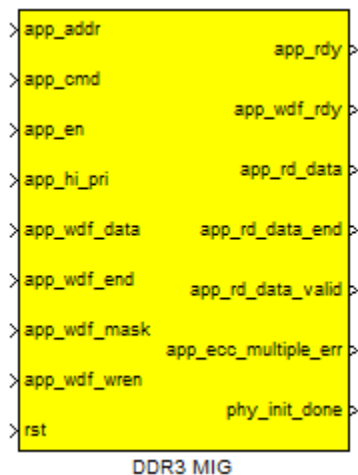 app_addr
app_cmd
app_en
app_hi_pri
app_wdf_data
app_wdf_end
app_wdf_mask
app_wdf_wren
rst
app_rdy
app_wdf_rdy
app_rd_data
app_rd_data_end
app_rd_data_valid
app_ecc_multiple_err
phy_init_done
DDR3 MIG